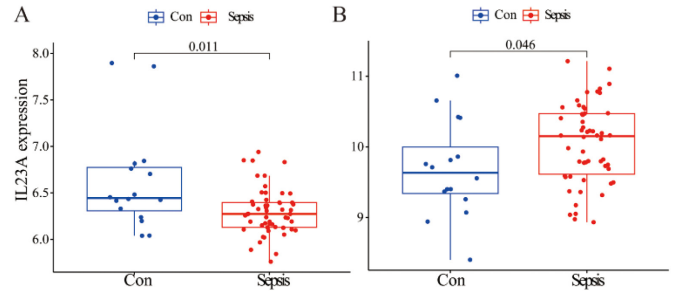 A
Con Sepsis
0.011
8.0
7.5
7.0
6.5
6.0
IL23A expression
Con Sepsis
B
Con Sepsis
0.046
11
10
9
Con Sepsis